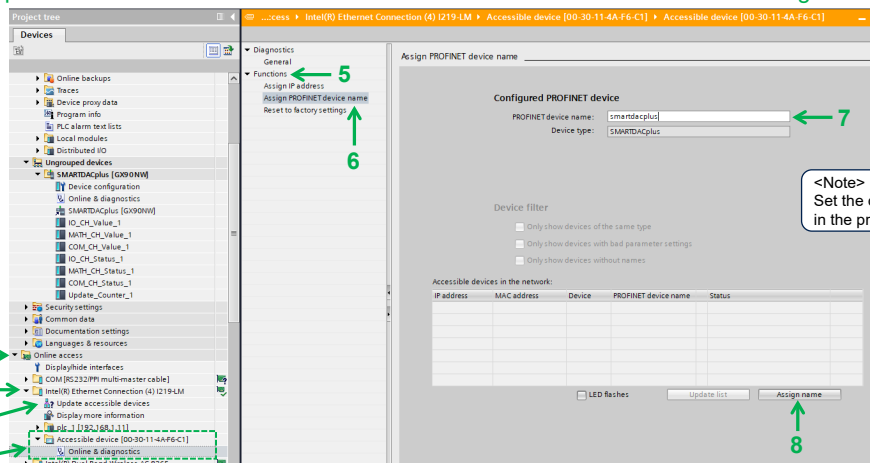 Project tree
...cess ▸ Intel(R) Ethernet Connection (4) I219-LM ▸ Accessible device [00-30-11-4A-F6-C1] ▸ Accessible device [00-30-11-4A-F6-C1]
Devices
Online backups
Traces
Device proxy data
Program info
PLC alarm text lists
Local modules
Distributed I/O
Ungrouped devices
SMARTDACplus [GX90NW]
Device configuration
Online & diagnostics
SMARTDACplus [GX90NW]
IO_CH_Value_1
MATH_CH_Value_1
COM_CH_Value_1
IO_CH_Status_1
MATH_CH_Status_1
COM_CH_Status_1
Update_Counter_1
Security settings
Common data
Documentation settings
Languages & resources
Online access
Display/hide interfaces
COM [RS232/PPI multi-master cable]
Intel(R) Ethernet Connection (4) I219-LM
Update accessible devices
Display more information
plc_1 [192.168.1.11]
Accessible device [00-30-11-4A-F6-C1]
Online & diagnostics
Diagnostics
General
Functions
5
Assign IP address
Assign PROFINET device name
Reset to factory settings
6
Assign PROFINET device name
Configured PROFINET device
PROFINET device name: smartdacplus
7
Device type: SMARTDACplus
<Note>
Set the
in the
Device filter
Only show devices of the same type
Only show devices with bad parameter settings
Only show devices without names
Accessible devices in the network:
IP address MAC address Device PROFINET device name Status
LED flashes Update list Assign name
8